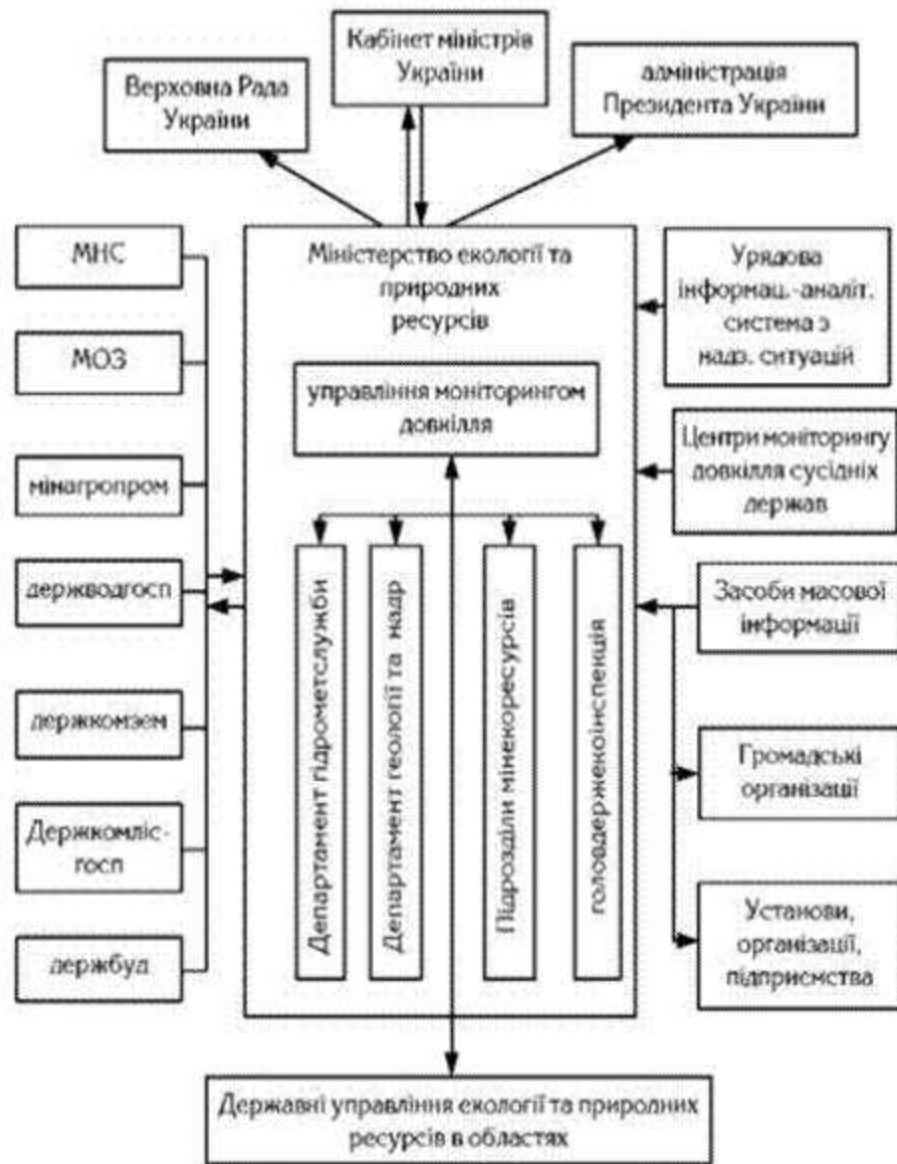 Кабінет міністрів
України
Верховна Рада
України
адміністрація
Президента України
МНС
МОЗ
мінагропром
держводгосп
держкомзем
Держкомліс-
госп
держбуд
Міністерство екології та
природних
ресурсів
управління моніторингом
довкілля
Департамент гідрометслужби
Департамент геології та надр
Підрозділи мінекоресурсів
головдержекоінспекція
Урядова
інформац.-аналіт.
система з
надз. ситуацій
Центри моніторингу
довкілля сусідніх
держав
Засоби масової
інформації
Громадські
організації
Установи,
організації,
підприємства
Державні управління екології та природних
ресурсів в областях